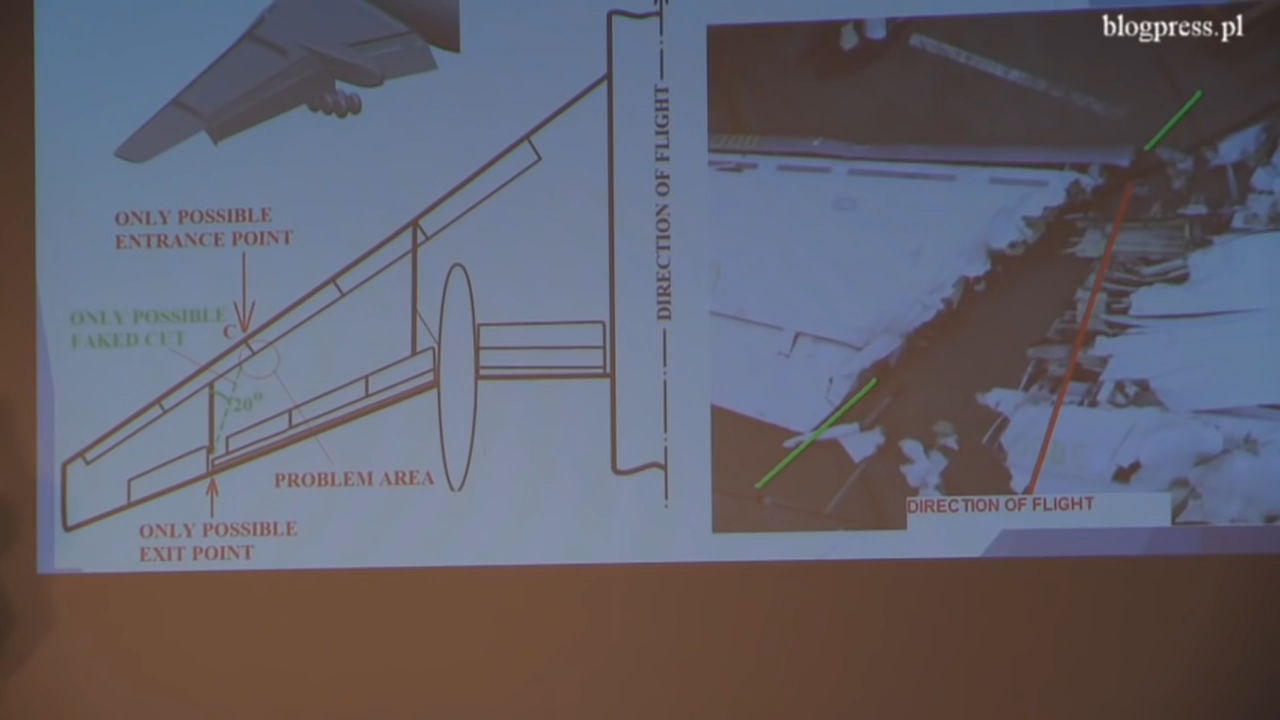 blogpress.pl
DIRECTION OF FLIGHT
ONLY POSSIBLE
ENTRANCE POINT
ONLY POSSIBLE
FAKED CUT
C
20°
PROBLEM AREA
ONLY POSSIBLE
EXIT POINT
DIRECTION OF FLIGHT